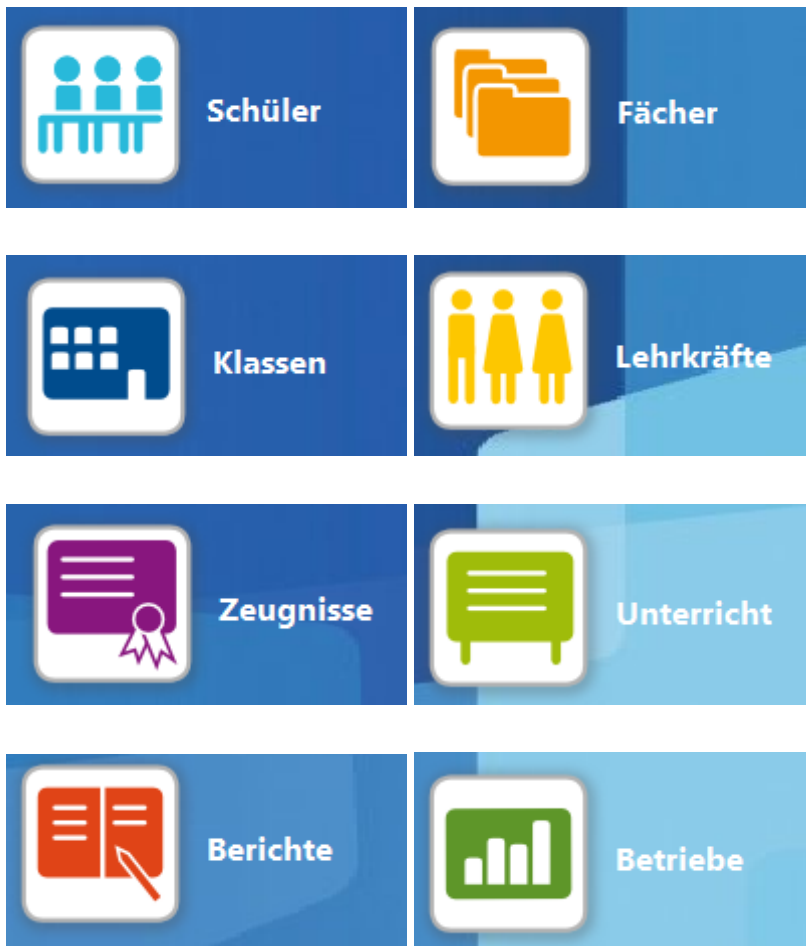 Schüler
Fächer
Klassen
Lehrkräfte
Zeugnisse
Unterricht
Berichte
Betriebe